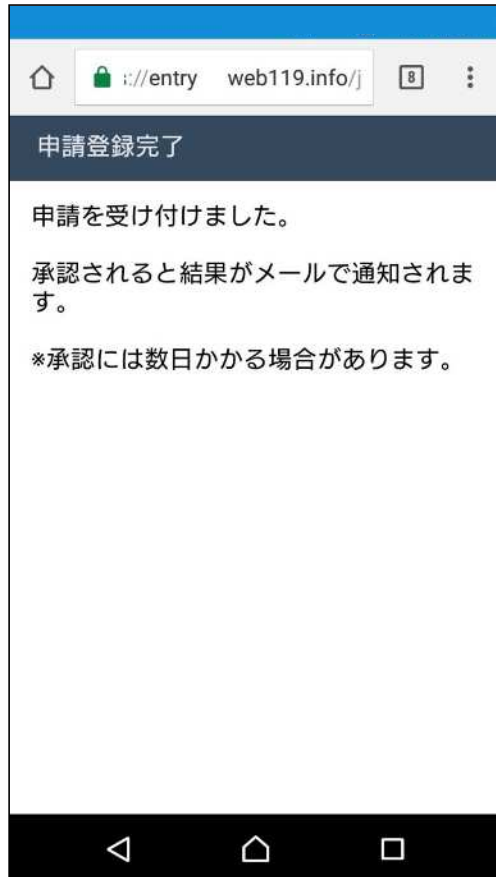 ://entry web119.info/j
8
申請登録完了
申請を受け付けました。
承認されると結果がメールで通知されま
す。
※承認には数日かかる場合があります。